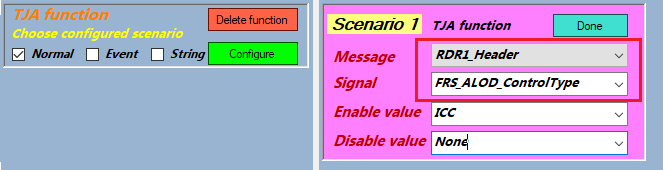 TJA function
Delete function
Choose configured scenario
Normal
Event
String
Configure
Scenario 1
TJA function
Done
Message
RDR1_Header
Signal
FRS_ALOD_ControlType
Enable value
ICC
Disable value
None